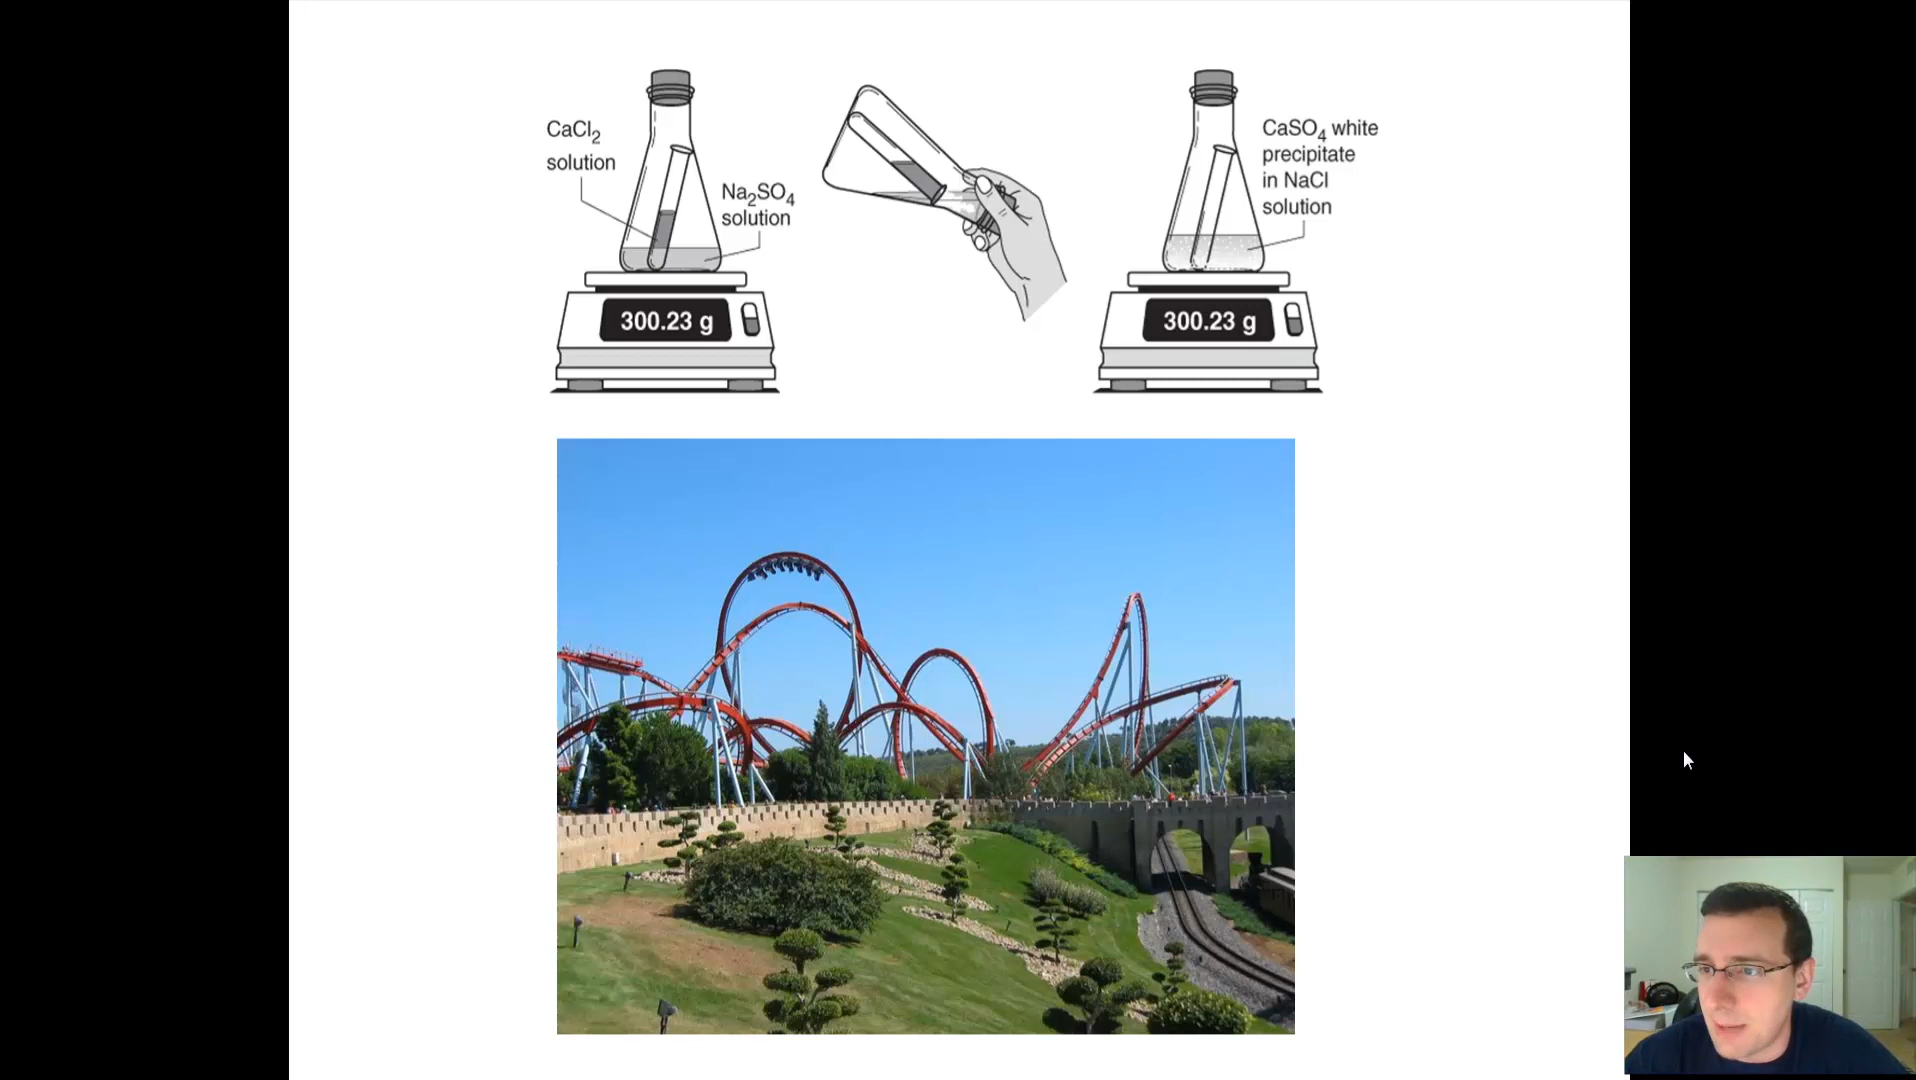 CaCl2
solution
Na2SO4
solution
300.23 g
CaSO4 white
precipitate
in NaCl
solution
300.23 g